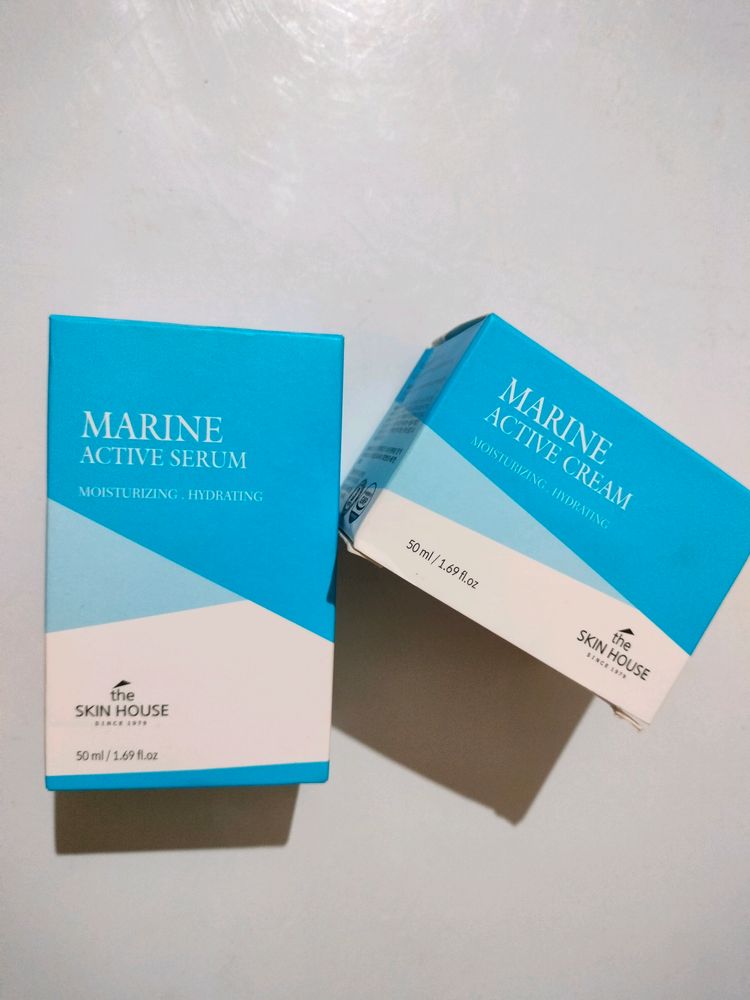 MARINE
ACTIVE SERUM
MOISTURIZING . HYDRATING
the
SKIN HOUSE
SINCE 1979
50 ml / 1.69 fl.oz
MARINE
ACTIVE CREAM
MOISTURIZING . HYDRATING
50 ml / 1.69 fl.oz
the
SKIN HOUSE
SINCE 1979